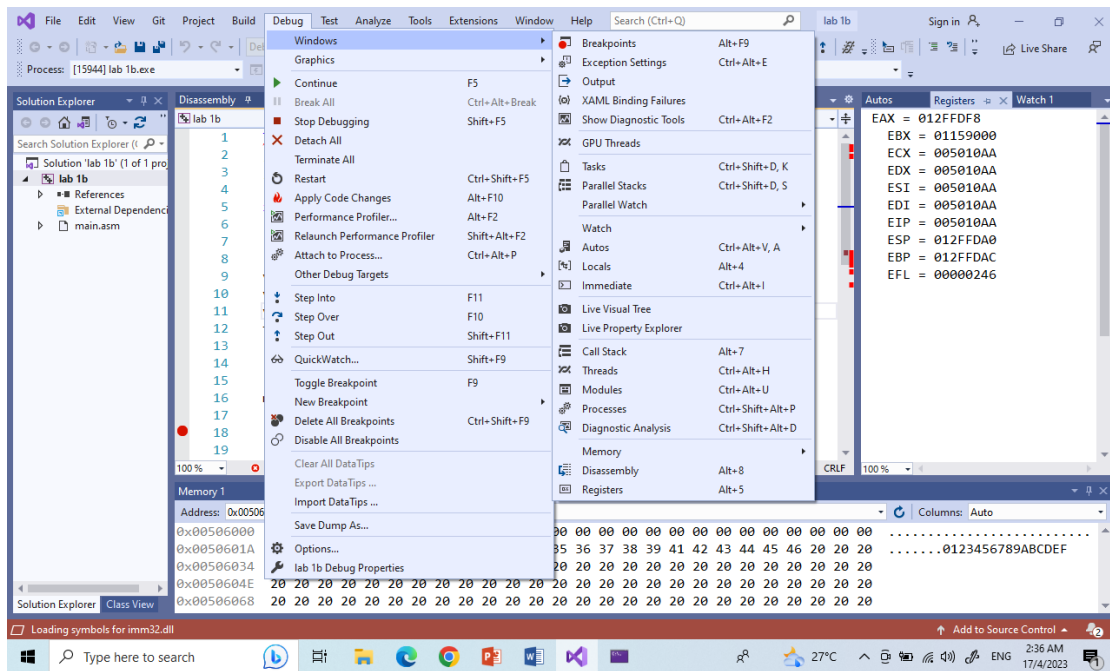 File Edit View Git Project Build Debug Test Analyze Tools Extensions Window Help Search (Ctrl+Q) lab 1b Sign in
Live Share
Process: [15944] lab 1b.exe
Solution Explorer
Search Solution Explorer (
Solution 'lab 1b' (1 of 1 proj
lab 1b
References
External Dependenci
main.asm
Solution Explorer Class View
Disassembly
lab 1b
1
2
3
4
5
6
7
8
9
10
11
12
13
14
15
16
17
18
19
100 %
Windows
Graphics
Continue F5
Break All Ctrl+Alt+Break
Stop Debugging Shift+F5
Detach All
Terminate All
Restart Ctrl+Shift+F5
Apply Code Changes Alt+F10
Performance Profiler... Alt+F2
Relaunch Performance Profiler Shift+Alt+F2
Attach to Process... Ctrl+Alt+P
Other Debug Targets
Step Into F11
Step Over F10
Step Out Shift+F11
QuickWatch... Shift+F9
Toggle Breakpoint F9
New Breakpoint
Delete All Breakpoints Ctrl+Shift+F9
Disable All Breakpoints
Clear All DataTips
Export DataTips ...
Import DataTips ...
Save Dump As...
Options...
lab 1b Debug Properties
Breakpoints Alt+F9
Exception Settings Ctrl+Alt+E
Output
XAML Binding Failures
Show Diagnostic Tools Ctrl+Alt+F2
GPU Threads
Tasks Ctrl+Shift+D, K
Parallel Stacks Ctrl+Shift+D, S
Parallel Watch
Watch
Autos Ctrl+Alt+V, A
Locals Alt+4
Immediate Ctrl+Alt+I
Live Visual Tree
Live Property Explorer
Call Stack Alt+7
Threads Ctrl+Alt+H
Modules Ctrl+Alt+U
Processes Ctrl+Shift+Alt+P
Diagnostic Analysis Ctrl+Shift+Alt+D
Memory
Disassembly Alt+8
Registers Alt+5
CRLF
Autos Registers Watch 1
EAX = 012FFDF8
EBX = 01159000
ECX = 005010AA
EDX = 005010AA
ESI = 005010AA
EDI = 005010AA
EIP = 005010AA
ESP = 012FFDA0
EBP = 012FFDAC
EFL = 00000246
100 %
Memory 1
Address: 0x00506 Columns: Auto
0x00506000 00 00 00 00 00 00 00 00 00 00 00 00 00 ..........................
0x0050601A 35 36 37 38 39 41 42 43 44 45 46 20 20 20 .......0123456789ABCDEF
0x00506034 20 20 20 20 20 20 20 20 20 20 20 20 20 20
0x0050604E 20 20 20 20 20 20 20 20 20 20 20 20 20 20 20 20 20 20 20 20 20 20 20 20 20 20
0x00506068 20 20 20 20 20 20 20 20 20 20 20 20 20 20 20 20 20 20 20 20 20 20 20 20 20 20
Loading symbols for imm32.dll Add to Source Control 2
Type here to search 27°C ENG 2:36 AM
17/4/2023